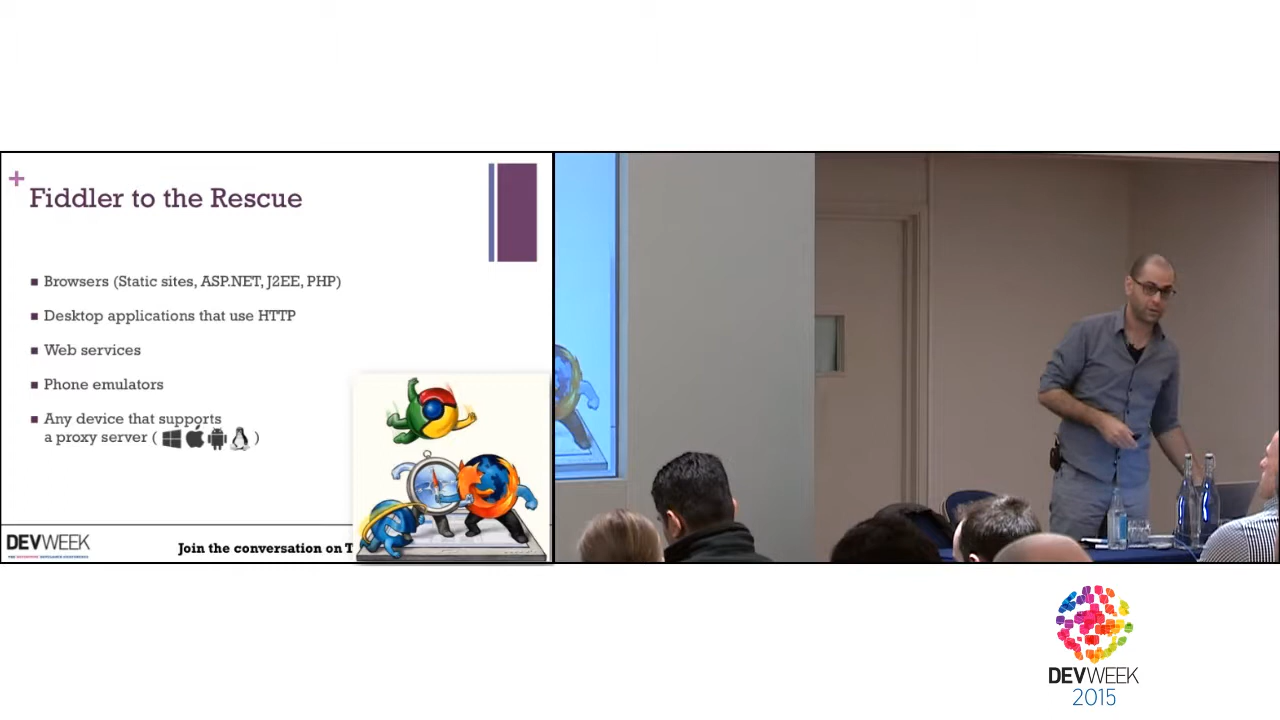 +
Fiddler to the Rescue
Browsers (Static sites, ASP.NET, J2EE, PHP)
Desktop applications that use HTTP
Web services
Phone emulators
Any device that supports
a proxy server ( )
DEVWEEK
Join the conversation on T
DEVWEEK
2015